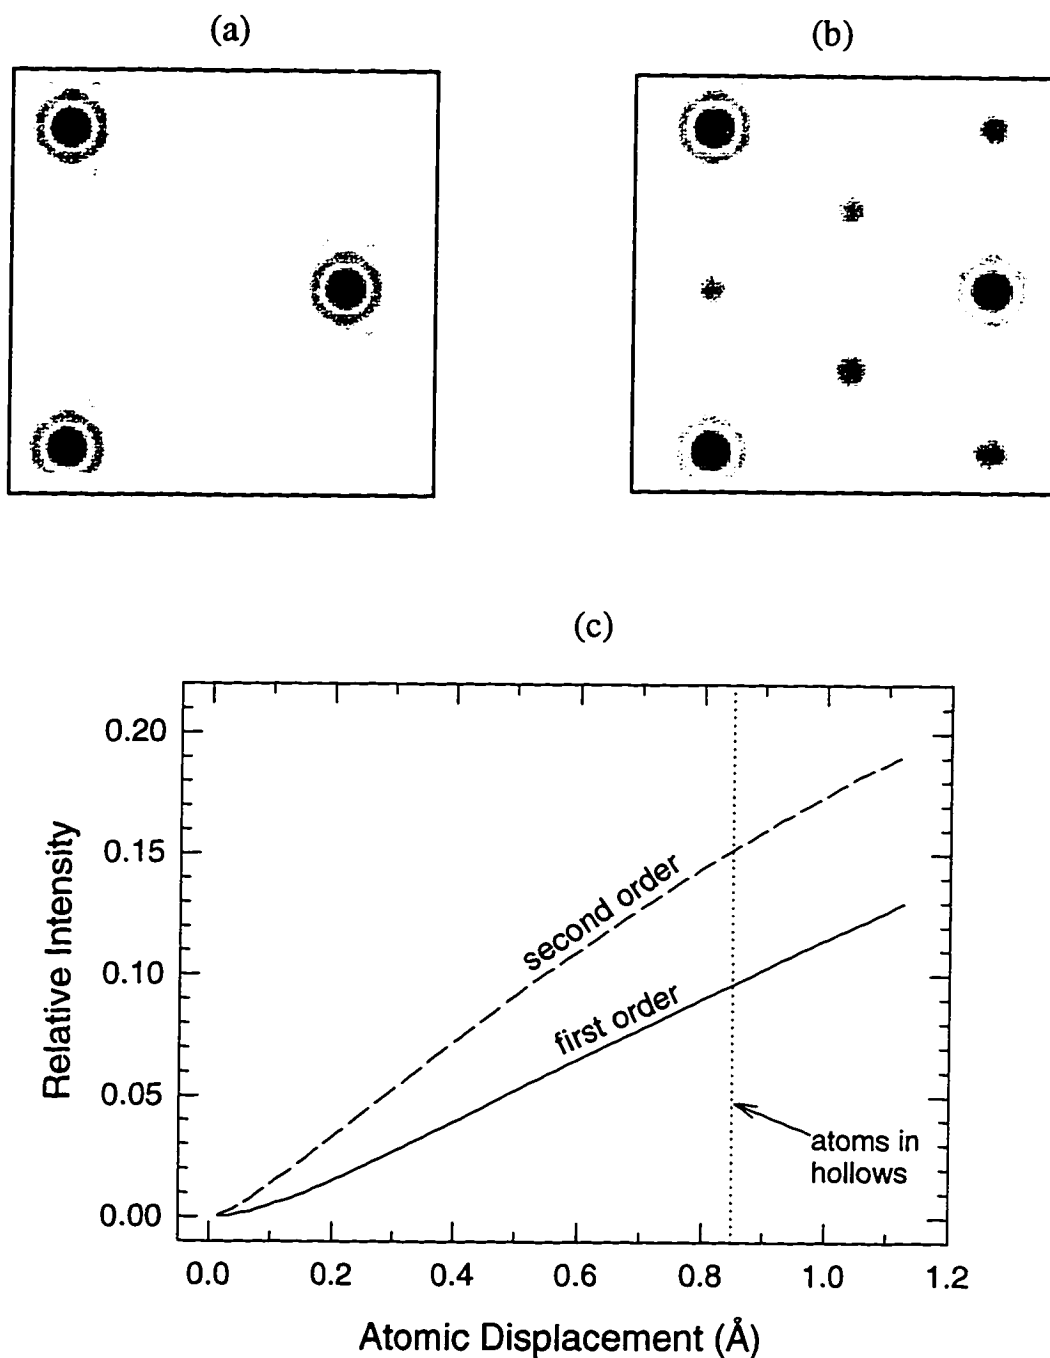 (a)
(b)
(c)
Relative Intensity
0.20
0.15
0.10
0.05
0.00
second order
first order
atoms in
hollows
0.0 0.2 0.4 0.6 0.8 1.0 1.2
Atomic Displacement (Å)